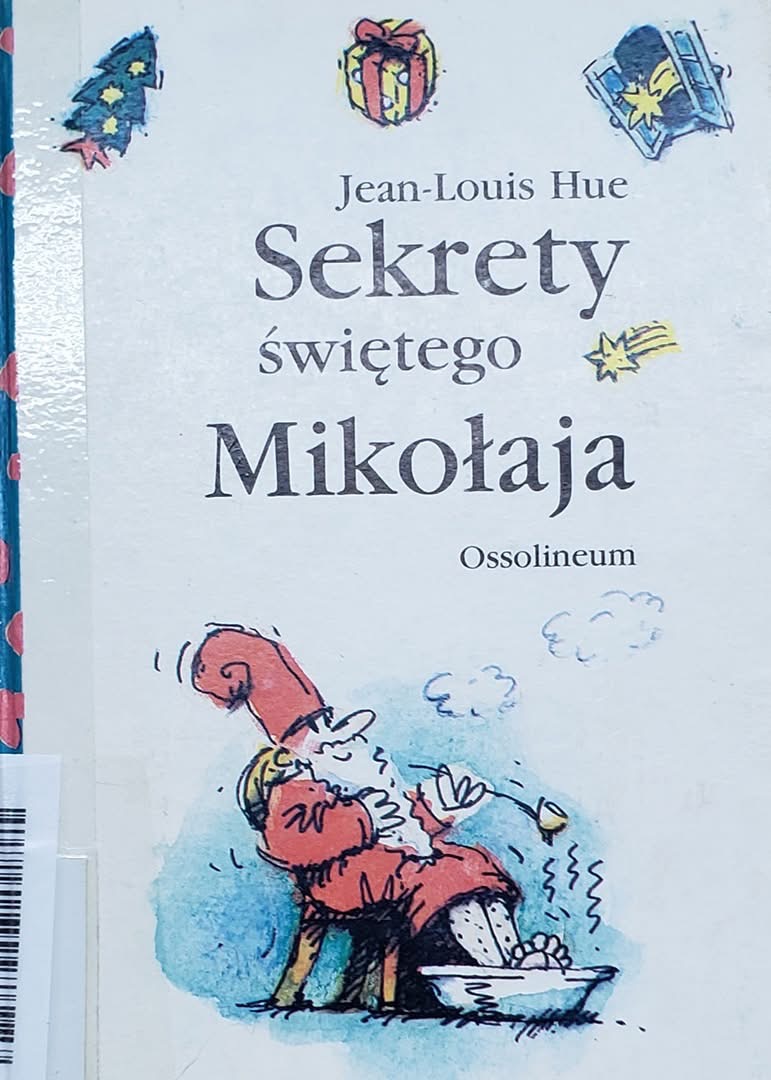 Jean-Louis Hue
Sekrety
świętego
Mikołaja
Ossolineum